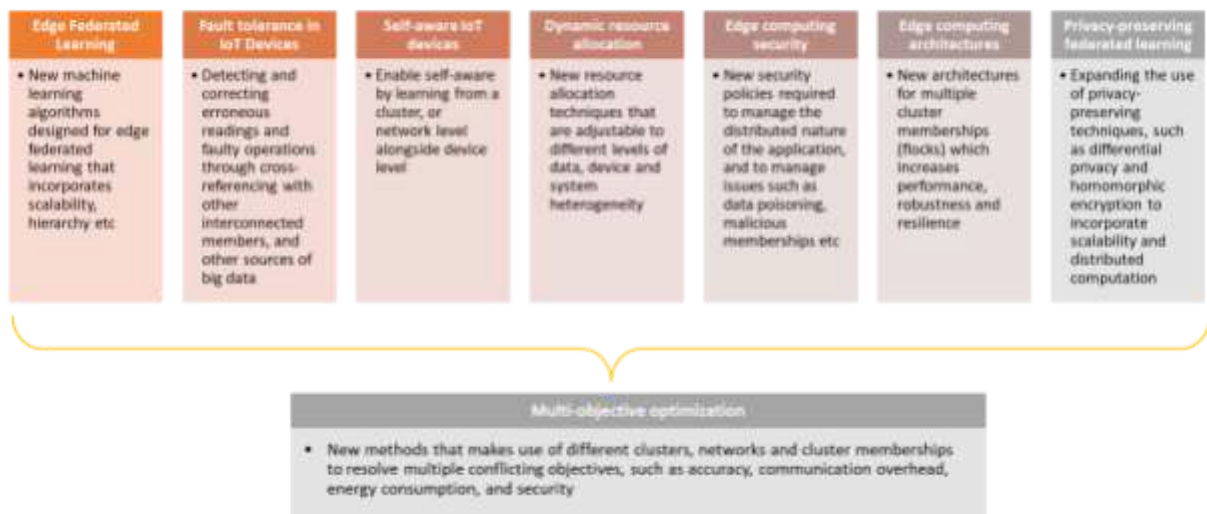 Edge Federated
Learning
• New machine
learning
algorithms
designed for edge
federated
learning that
incorporates
scalability,
hierarchy etc
Fault tolerance in
IoT Devices
• Detecting and
correcting
erroneous
readings and
faulty operations
through cross-
referencing with
other
interconnected
members, and
other sources of
big data
Self-aware IoT
devices
• Enable self-aware
by learning from a
cluster, or
network level
alongside device
level
Dynamic resource
allocation
• New resource
allocation
techniques that
are adjustable to
different levels of
data, device and
system
heterogeneity
Edge computing
security
• New security
policies required
to manage the
distributed nature
of the application,
and to manage
issues such as
data poisoning,
malicious
memberships etc
Edge computing
architectures
• New architectures
for multiple
cluster
memberships
(flocks) which
increases
performance,
robustness and
resilience
Privacy-preserving
federated learning
• Expanding the use
of privacy-
preserving
techniques, such
as differential
privacy and
homomorphic
encryption to
incorporate
scalability and
distributed
computation
Multi-objective optimization
• New methods that makes use of different clusters, networks and cluster memberships
to resolve multiple conflicting objectives, such as accuracy, communication overhead,
energy consumption, and security